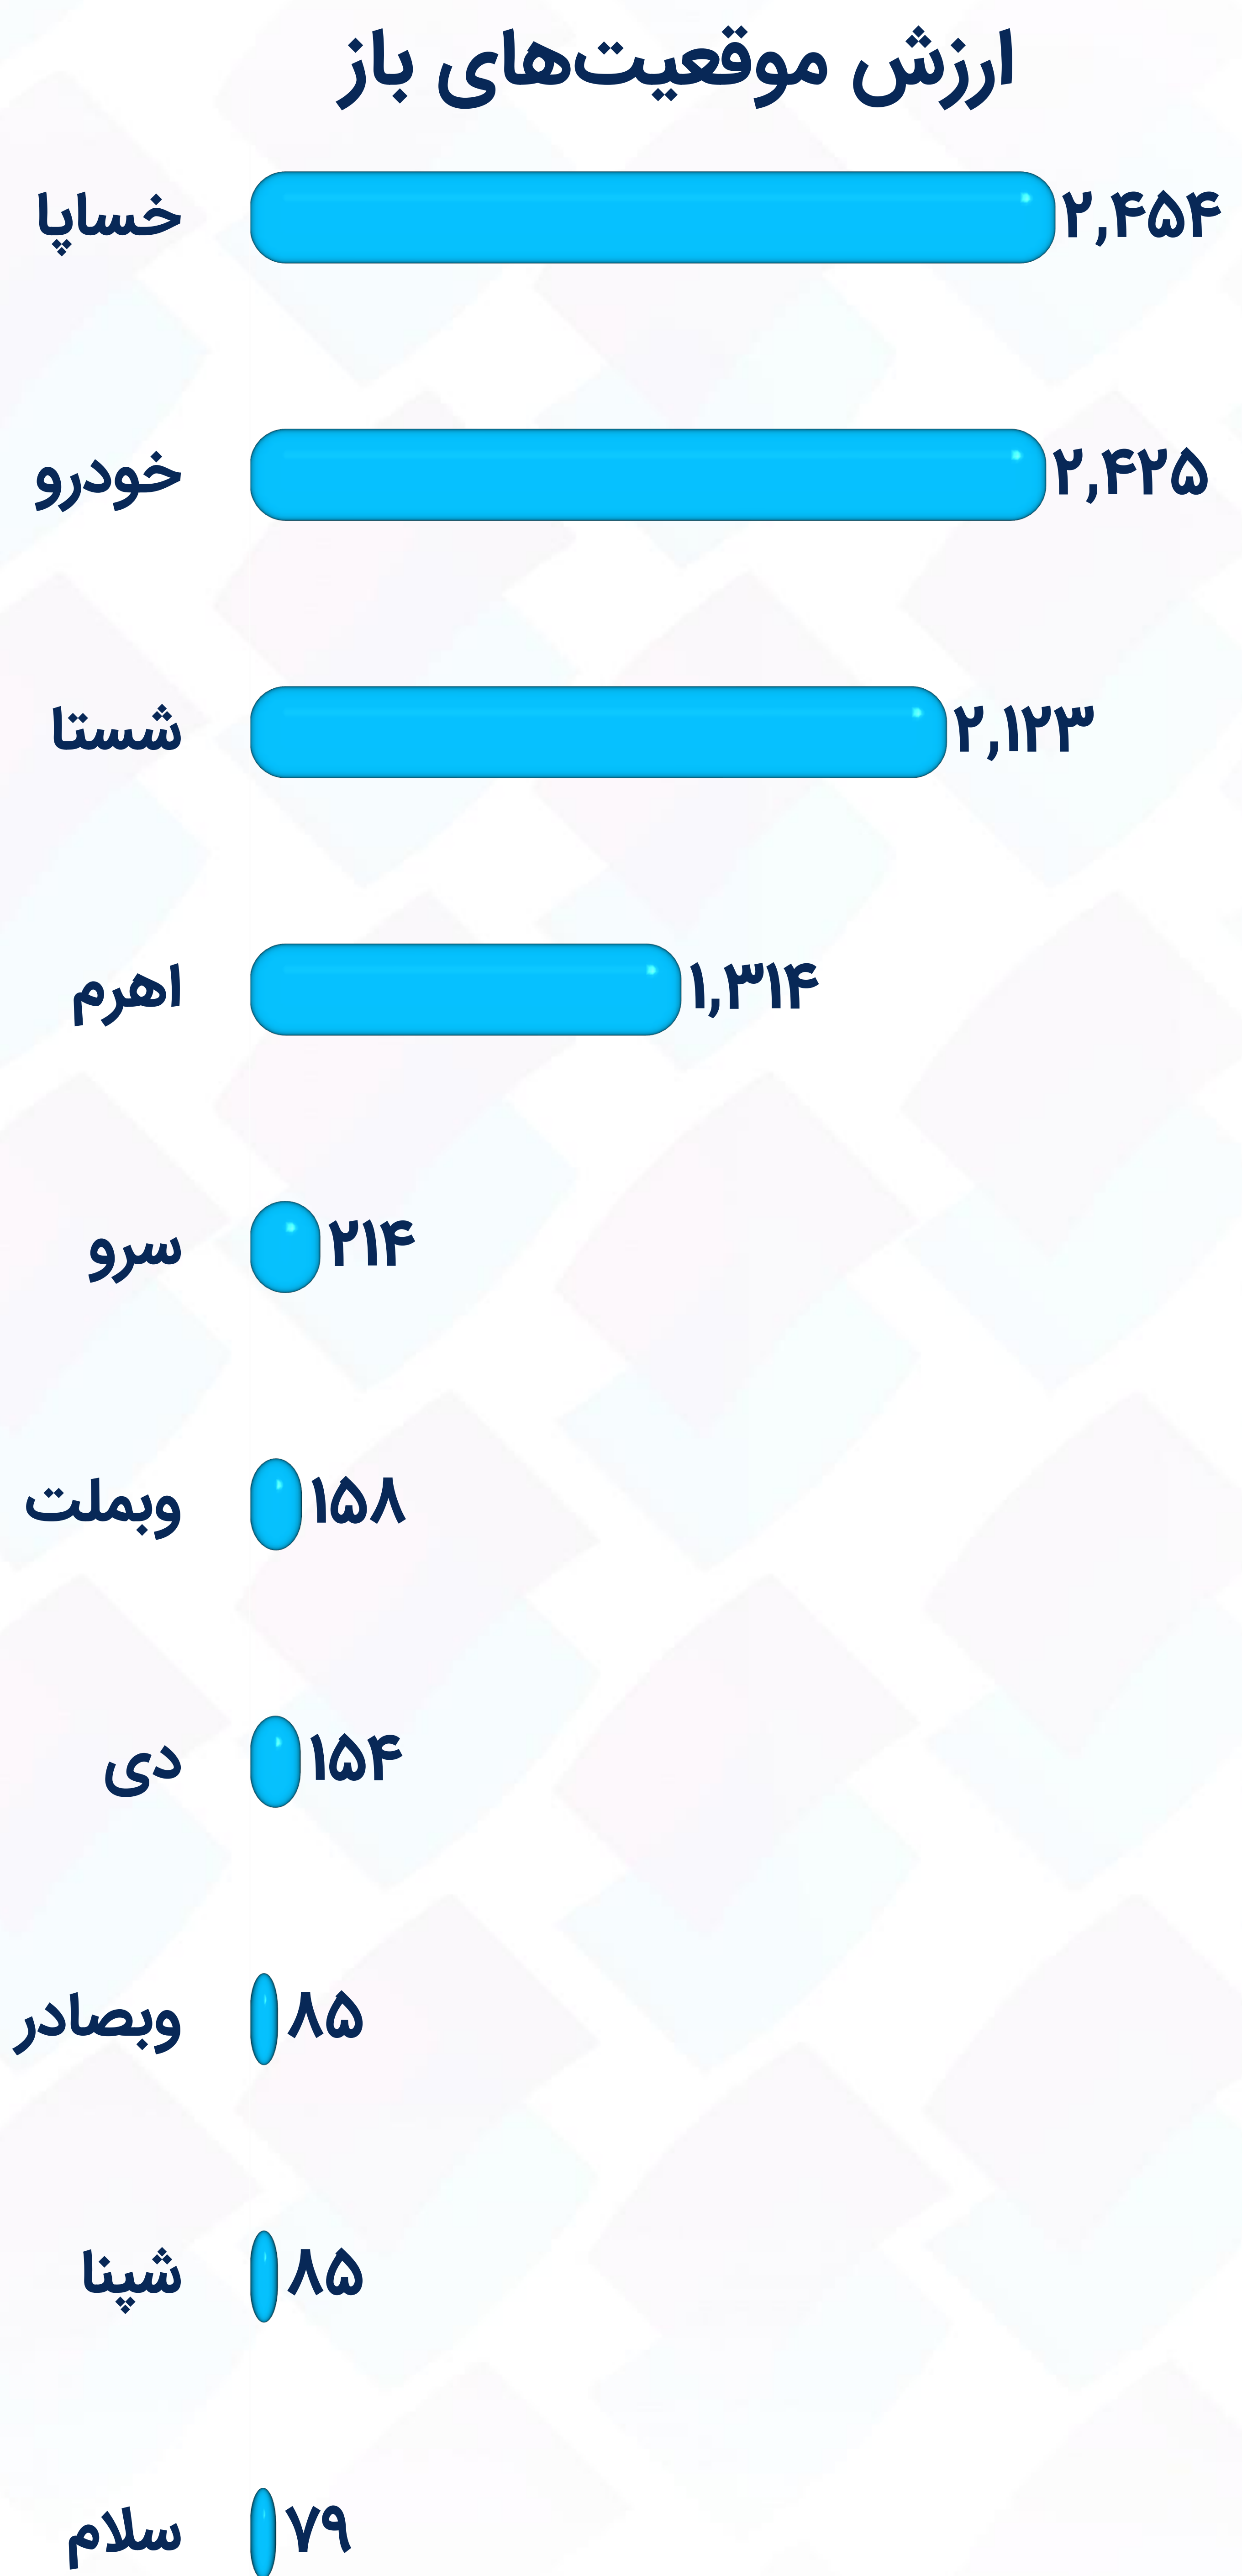 ارزش موقعیت‌های باز
خساپا ۲,۴۵۴
خودرو ۲,۴۲۵
شستا ۲,۱۲۳
اهرم ۱,۳۱۴
سرو ۲۱۴
وبملت ۱۵۸
دی ۱۵۴
وبصادر ۸۵
شپنا ۸۵
سلام ۷۹